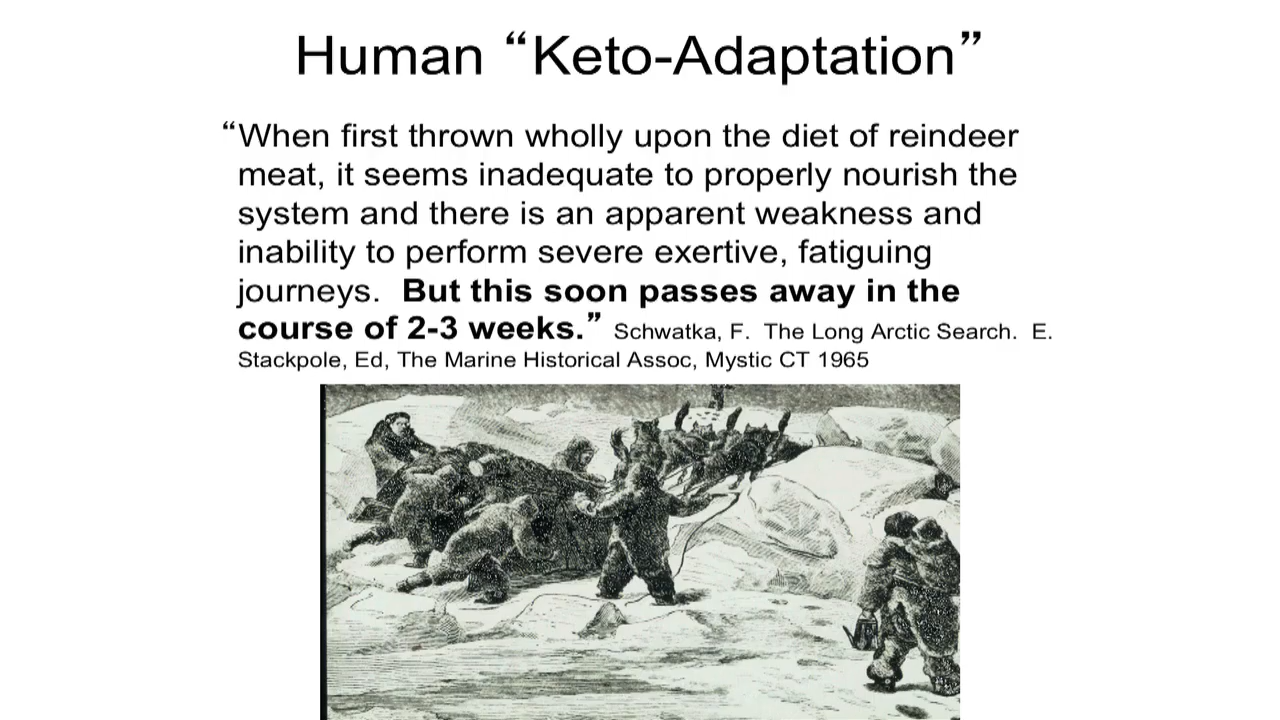 Human “Keto-Adaptation”
“When first thrown wholly upon the diet of reindeer
meat, it seems inadequate to properly nourish the
system and there is an apparent weakness and
inability to perform severe exertive, fatiguing
journeys.  But this soon passes away in the
course of 2-3 weeks.” Schwatka, F.  The Long Arctic Search.  E.
Stackpole, Ed, The Marine Historical Assoc, Mystic CT 1965